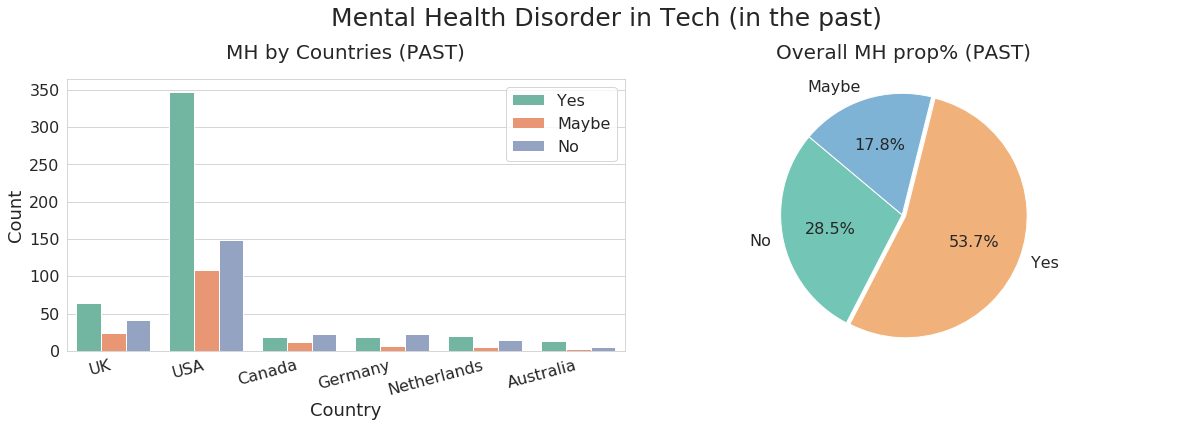 Mental Health Disorder in Tech (in the past)
MH by Countries (PAST)
Count
350
300
250
200
150
100
50
0
Yes
Maybe
No
UK
USA
Canada
Germany
Netherlands
Australia
Country
Overall MH prop% (PAST)
Maybe
17.8%
28.5%
No
53.7%
Yes